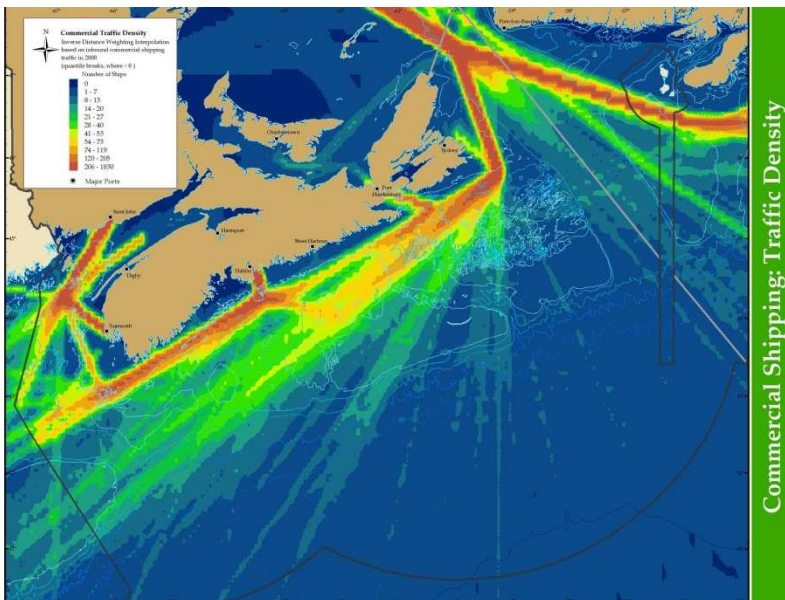 N
Commercial Traffic Density
Inverse Distance Weighting Interpolation
based on inbound commercial shipping
traffic in 2000
(quantile breaks, where > 0)
Number of Ships
0
1 - 7
8 - 13
14 - 20
21 - 27
28 - 40
41 - 53
54 - 73
74 - 119
120 - 205
206 - 1830
Major Ports
Charlottetown
Sydney
Port
Hawkesbury
Saint John
Hantsport
Sheet Harbour
Halifax
Digby
Yarmouth
Commercial Shipping: Traffic Density